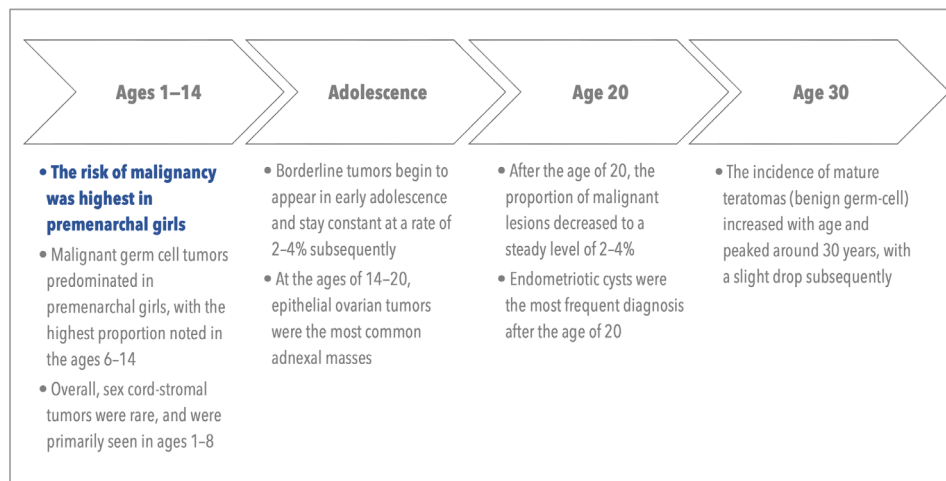 Ages 1–14
Adolescence
Age 20
Age 30
• The risk of malignancy
was highest in
premenarchal girls
• Malignant germ cell tumors
predominated in
premenarchal girls, with the
highest proportion noted in
the ages 6–14
• Overall, sex cord-stromal
tumors were rare, and were
primarily seen in ages 1–8
• Borderline tumors begin to
appear in early adolescence
and stay constant at a rate of
2–4% subsequently
• At the ages of 14–20,
epithelial ovarian tumors
were the most common
adnexal masses
• After the age of 20, the
proportion of malignant
lesions decreased to a
steady level of 2–4%
• Endometriotic cysts were
the most frequent diagnosis
after the age of 20
• The incidence of mature
teratomas (benign germ-cell)
increased with age and
peaked around 30 years, with
a slight drop subsequently